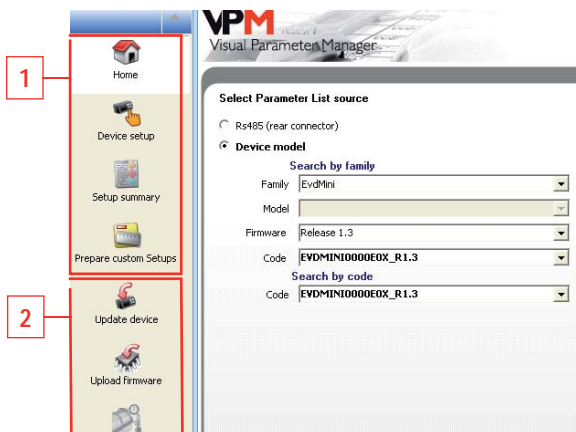 1
Home
Device setup
Setup summary
Prepare custom Setups
2
Update device
Upload firmware
VPM
Visual Parameter Manager
Select Parameter List source
Rs485 (rear connector)
Device model
Search by family
Family EvdMini
Model
Firmware Release 1.3
Code EVDMINI0000E0X_R1.3
Search by code
Code EVDMINI0000E0X_R1.3